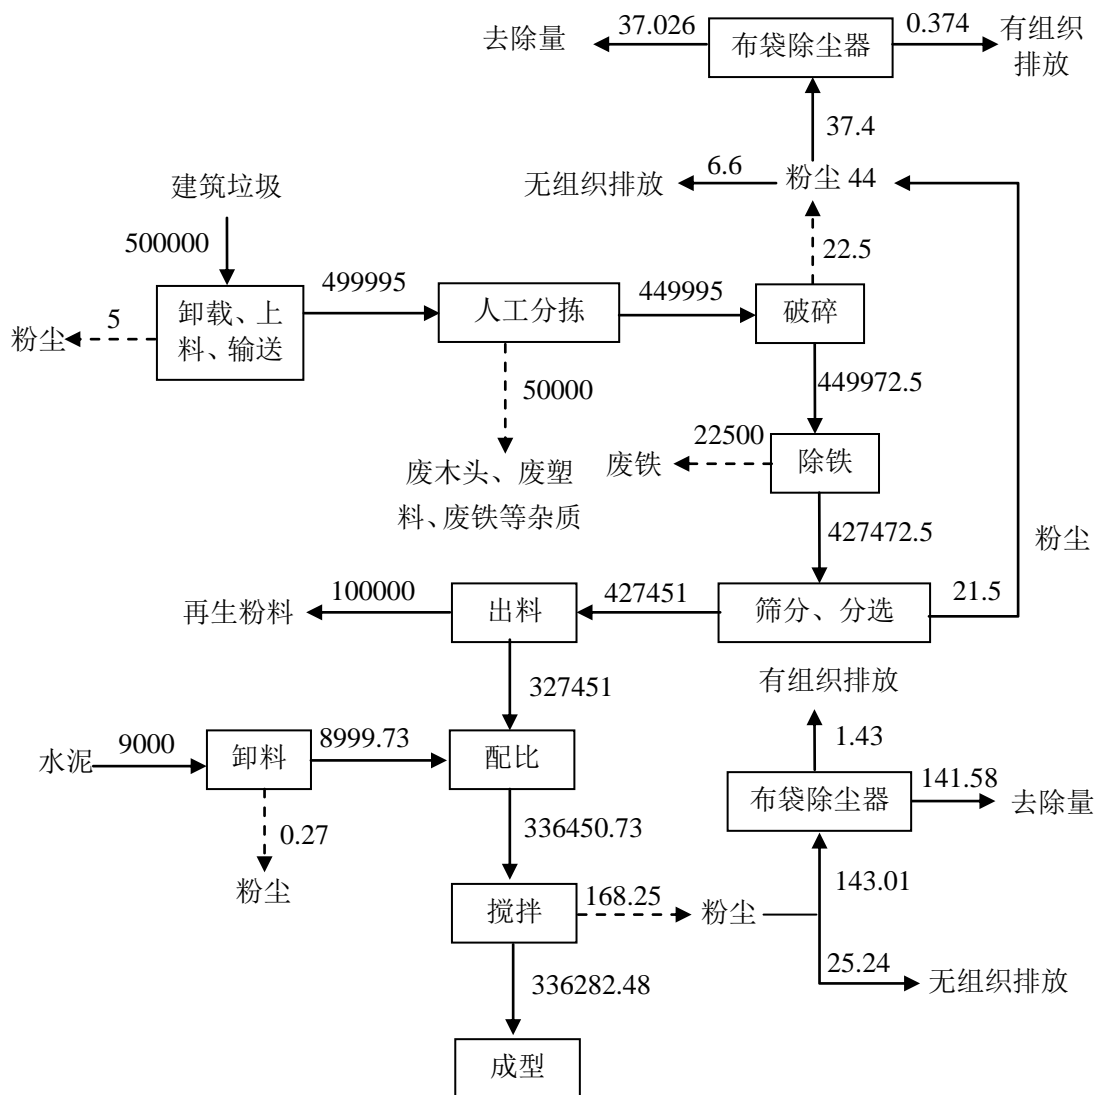 去除量
37.026
布袋除尘器
0.374
有组织
排放
37.4
无组织排放
6.6
粉尘 44
建筑垃圾
500000
22.5
卸载、上
料、输送
499995
人工分拣
449995
破碎
粉尘
5
50000
449972.5
废木头、废塑
料、废铁等杂质
废铁
22500
除铁
427472.5
粉尘
再生粉料
100000
出料
427451
筛分、分选
21.5
327451
有组织排放
水泥
9000
卸料
8999.73
配比
1.43
布袋除尘器
141.58
去除量
0.27
336450.73
粉尘
143.01
搅拌
168.25
粉尘
25.24
无组织排放
336282.48
成型